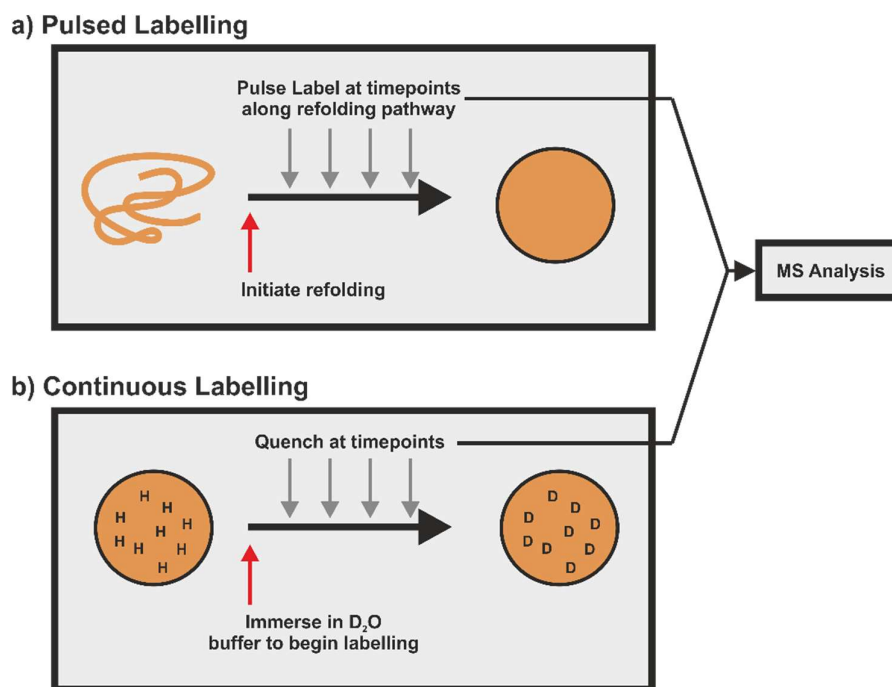 a) Pulsed Labelling
Pulse Label at timepoints
along refolding pathway
Initiate refolding
MS Analysis
b) Continuous Labelling
Quench at timepoints
H
H
H
H
H
H
H
H
H
D
D
D
D
D
D
D
D
D
Immerse in D₂O
buffer to begin labelling